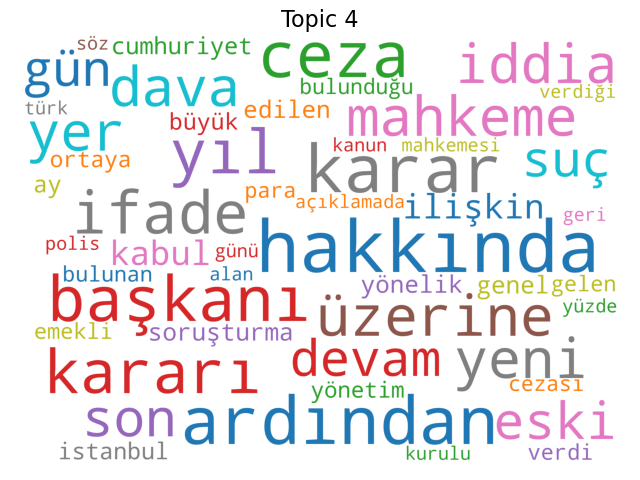 Topic 4
söz cumhuriyet ceza iddia
gün dava bulunduğu verdiği
türk yer büyük edilen mahkeme
ortaya yıl kanun mahkemesi karar suç
ay ifade para açıklamada ilişkin geri
polis kabul günü hakkında
bulunan alan yönelik genel gelen
başkanı üzerine yüzde
emekli soruşturma
kararı devam yeni
yönetim cezası
son ardından eski
istanbul kurulu verdi